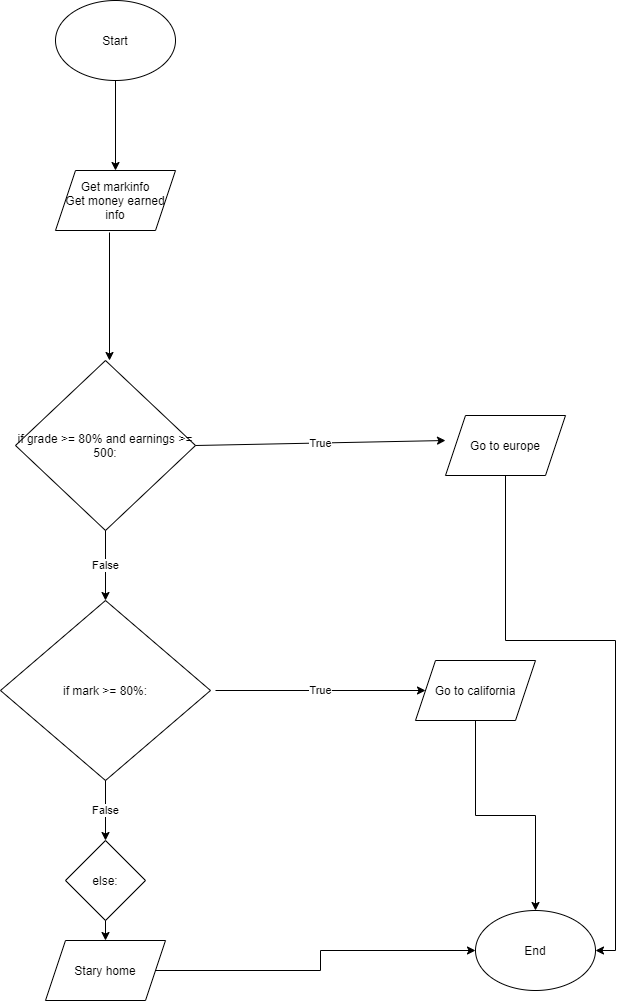 Start
Get markinfo
Get money earned
info
if grade >= 80% and earnings >=
500:
True
Go to europe
False
if mark >= 80%:
True
Go to california
False
else:
Stary home
End